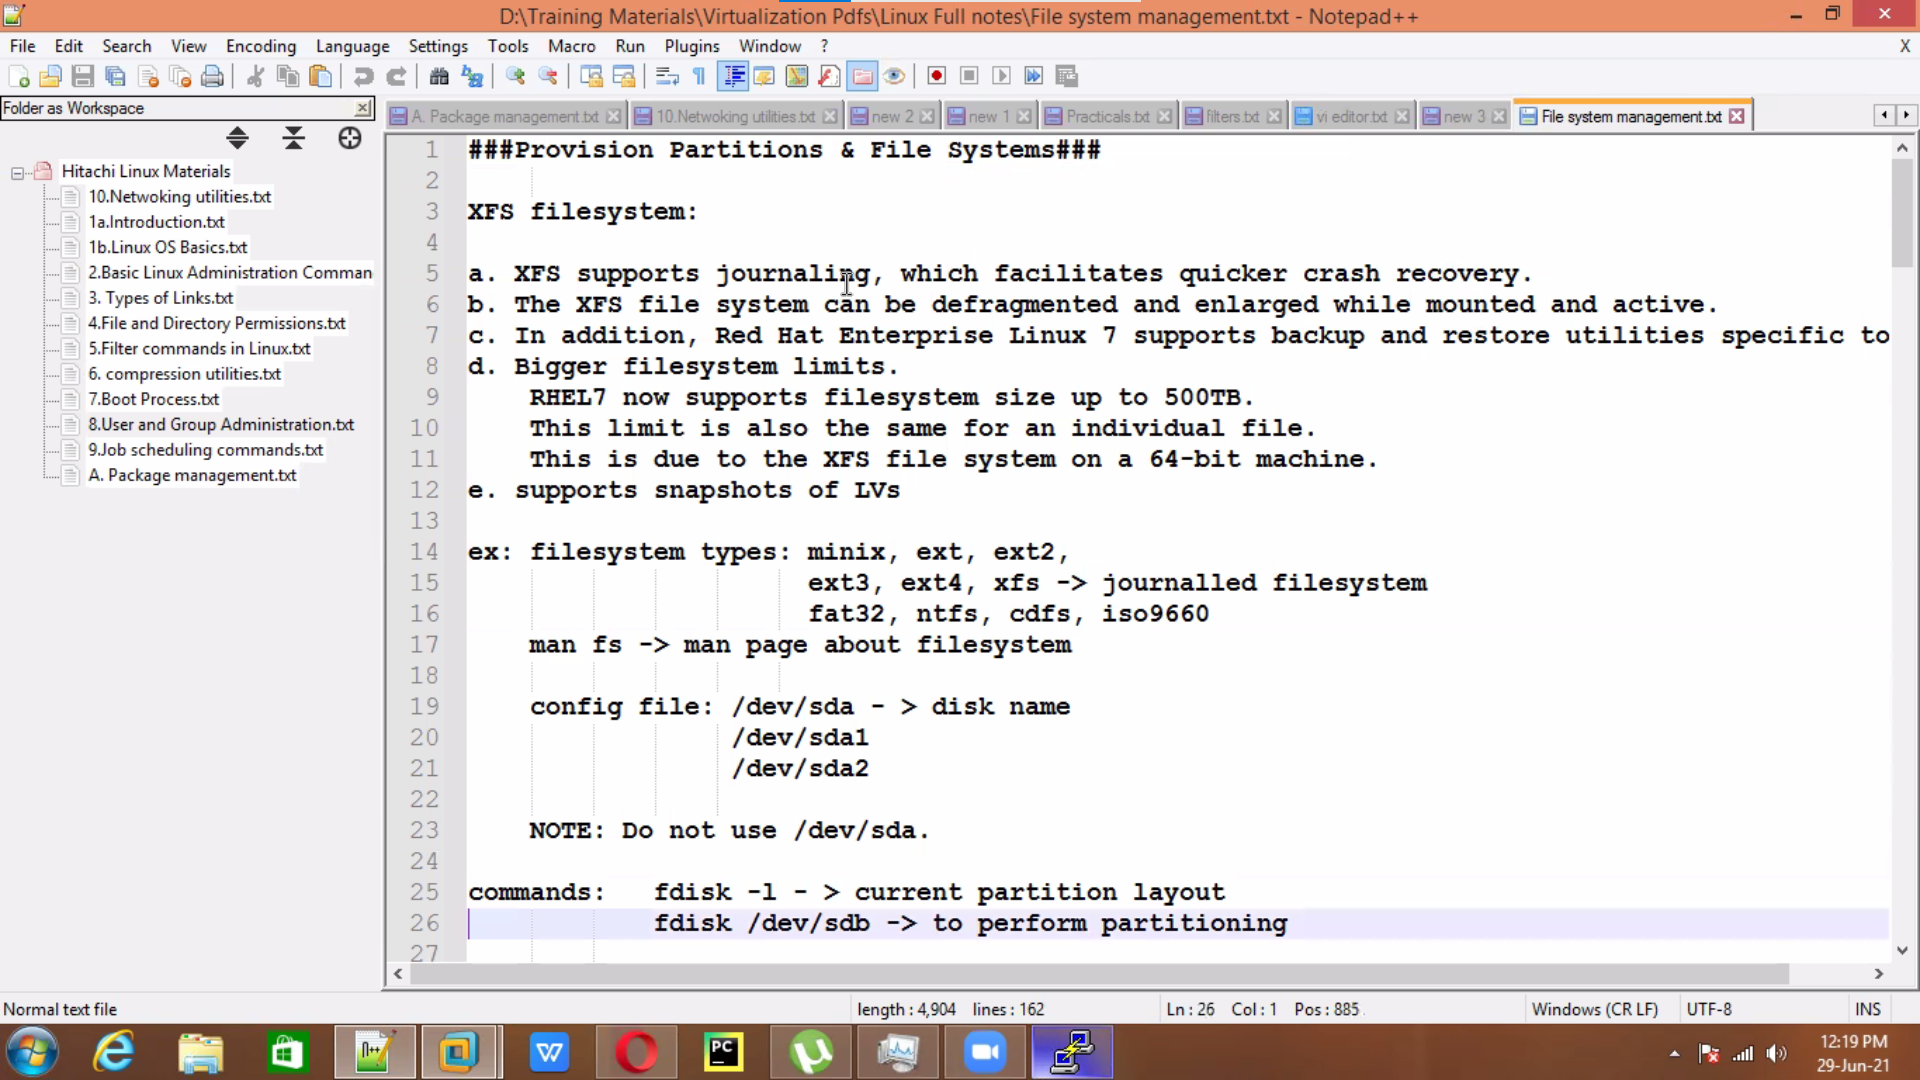 D:\Training Materials\Virtualization Pdfs\Linux Full notes\File system management.txt - Notepad++
File Edit Search View Encoding Language Settings Tools Macro Run Plugins Window ? X
Folder as Workspace
A. Package management.txt 10.Netwoking utilities.txt new 2 new 1 Practicals.txt filters.txt vi editor.txt new 3 File system management.txt
Hitachi Linux Materials
10.Netwoking utilities.txt
1a.Introduction.txt
1b.Linux OS Basics.txt
2.Basic Linux Administration Comman
3. Types of Links.txt
4.File and Directory Permissions.txt
5.Filter commands in Linux.txt
6. compression utilities.txt
7.Boot Process.txt
8.User and Group Administration.txt
9.Job scheduling commands.txt
A. Package management.txt
1 ###Provision Partitions & File Systems###
2
3 XFS filesystem:
4
5 a. XFS supports journaling, which facilitates quicker crash recovery.
6 b. The XFS file system can be defragmented and enlarged while mounted and active.
7 c. In addition, Red Hat Enterprise Linux 7 supports backup and restore utilities specific to
8 d. Bigger filesystem limits.
9 RHEL7 now supports filesystem size up to 500TB.
10 This limit is also the same for an individual file.
11 This is due to the XFS file system on a 64-bit machine.
12 e. supports snapshots of LVs
13
14 ex: filesystem types: minix, ext, ext2,
15 ext3, ext4, xfs -> journalled filesystem
16 fat32, ntfs, cdfs, iso9660
17 man fs -> man page about filesystem
18
19 config file: /dev/sda - > disk name
20 /dev/sda1
21 /dev/sda2
22
23 NOTE: Do not use /dev/sda.
24
25 commands: fdisk -l - > current partition layout
26 fdisk /dev/sdb -> to perform partitioning
27
Normal text file length : 4,904 lines : 162 Ln : 26 Col : 1 Pos : 885 Windows (CR LF) UTF-8 INS
N++ W PC
12:19 PM
29-Jun-21